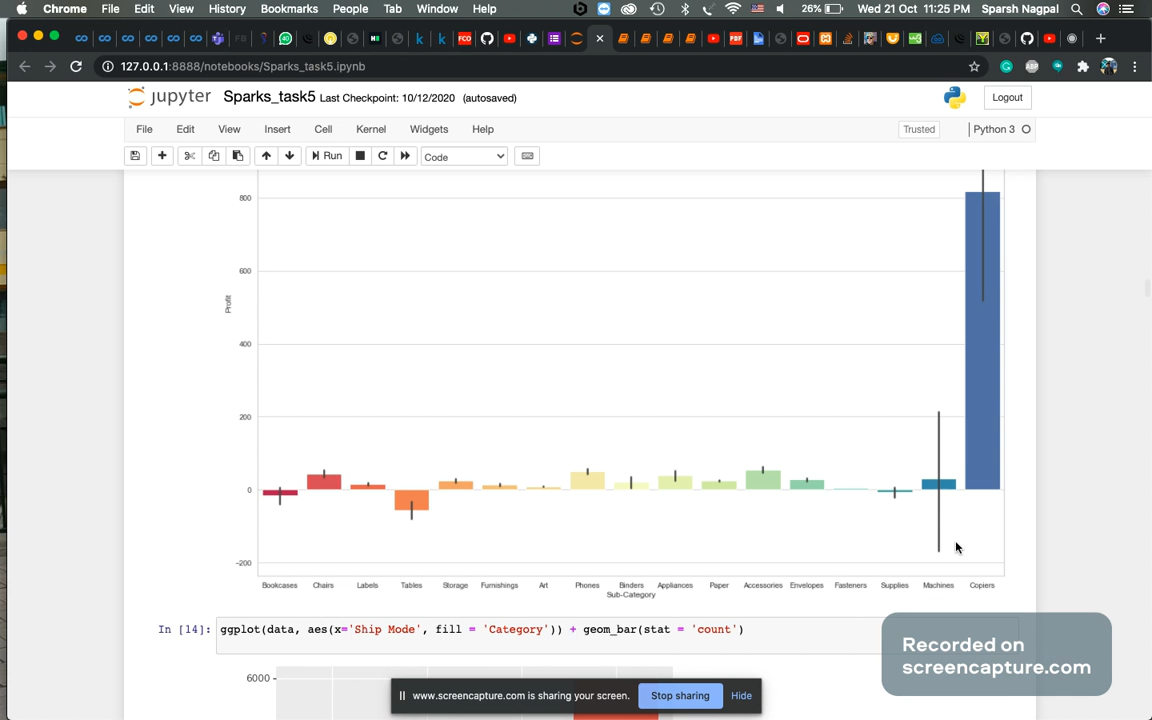 Chrome File Edit View History Bookmarks People Tab Window Help 26% Wed 21 Oct 11:25 PM Sparsh Nagpal
127.0.0.1:8888/notebooks/Sparks_task5.ipynb
jupyter Sparks_task5 Last Checkpoint: 10/12/2020 (autosaved) Logout
File Edit View Insert Cell Kernel Widgets Help Trusted Python 3
Run Code
800
600
Profit
400
200
0
−200
Bookcases Chairs Labels Tables Storage Furnishings Art Phones Binders Appliances Paper Accessories Envelopes Fasteners Supplies Machines Copiers
Sub-Category
In [14]: ggplot(data, aes(x='Ship Mode', fill = 'Category')) + geom_bar(stat = 'count')
Recorded on
screencapture.com
6000
www.screencapture.com is sharing your screen. Stop sharing Hide